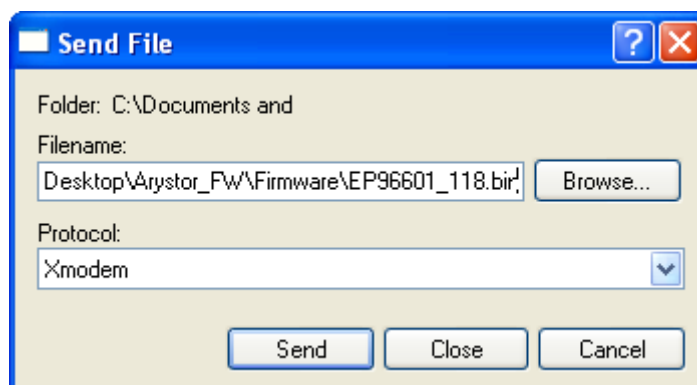 Send File
Folder: C:\Documents and
Filename:
Desktop\Arystor_FW\Firmware\EP96601_118.bin
Browse...
Protocol:
Xmodem
Send Close Cancel